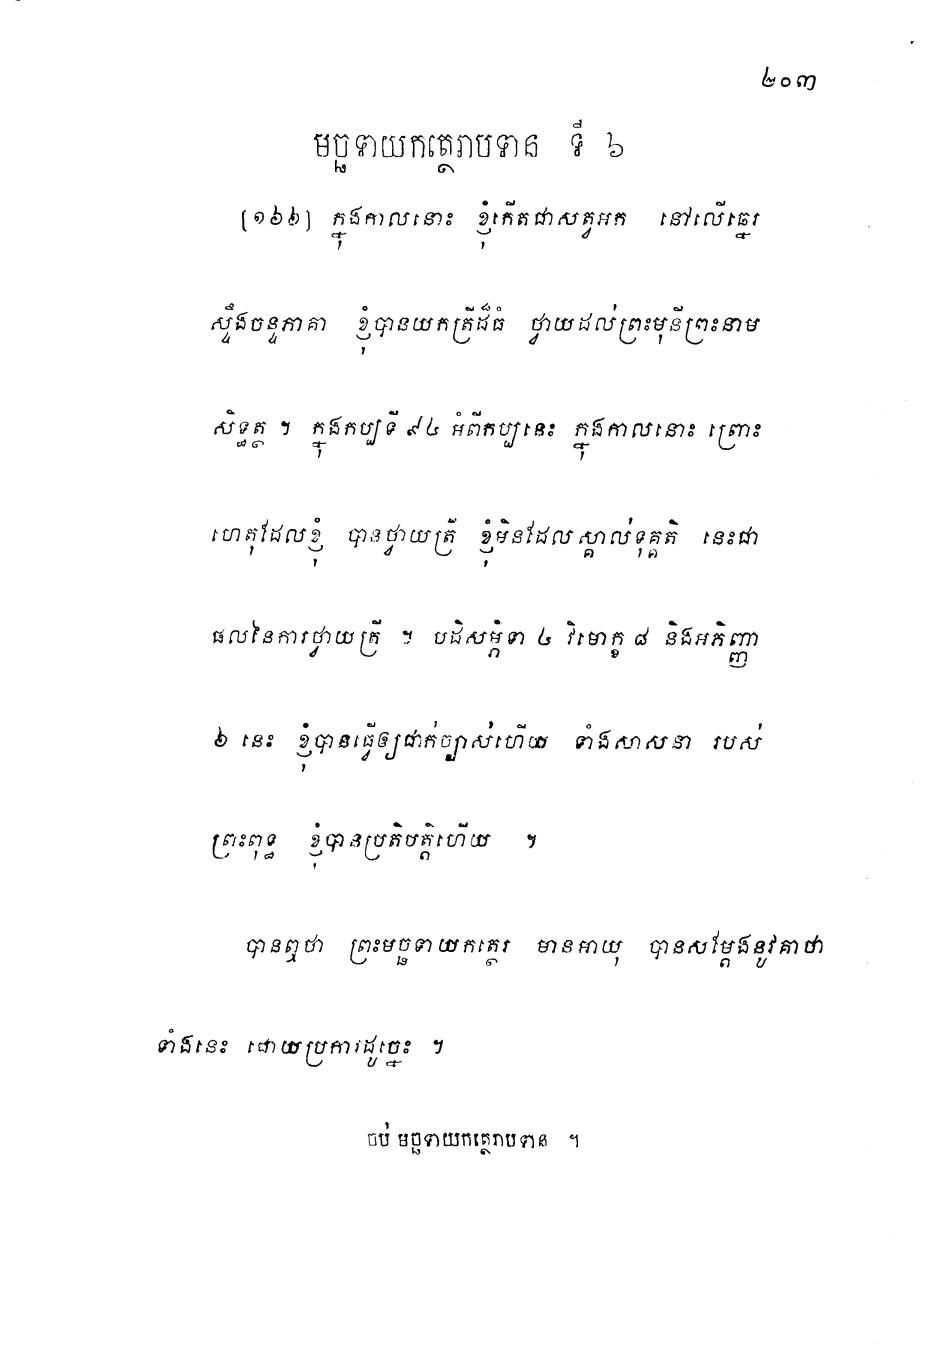 ២០៣
មច្ឆទាយកត្ថេរាបទាន ទី ៦
[១៦៦] ក្នុងកាលនោះ ខ្ញុំកើតជាសត្វអក នៅលើឆ្នេរ
ស្ទឹងចន្ទភាគា ខ្ញុំបានយកត្រីដ៏ធំ ថ្វាយដល់ព្រះមុនីព្រះនាម
សិទ្ធត្ថ ។ ក្នុងកប្បទី ៩៤ អំពីកប្បនេះ ក្នុងកាលនោះ ព្រោះ
ហេតុដែលខ្ញុំ បានថ្វាយត្រី ខ្ញុំមិនដែលស្គាល់ទុគ្គតិ នេះជា
ផលនៃការថ្វាយត្រី ។ បដិសម្ភិទា ៤ វិមោក្ខ ៨ និងអភិញ្ញា
៦ នេះ ខ្ញុំបានធ្វើឲ្យជាក់ច្បាស់ហើយ ទាំងសាសនា របស់
ព្រះពុទ្ធ ខ្ញុំបានប្រតិបត្តិហើយ ។
បានឮថា ព្រះមច្ឆទាយកត្ថេរ មានអាយុ បានសម្តែងនូវគាថា
ទាំងនេះ ដោយប្រការដូច្នេះ ។
ចប់ មច្ឆទាយកត្ថេរាបទាន ។